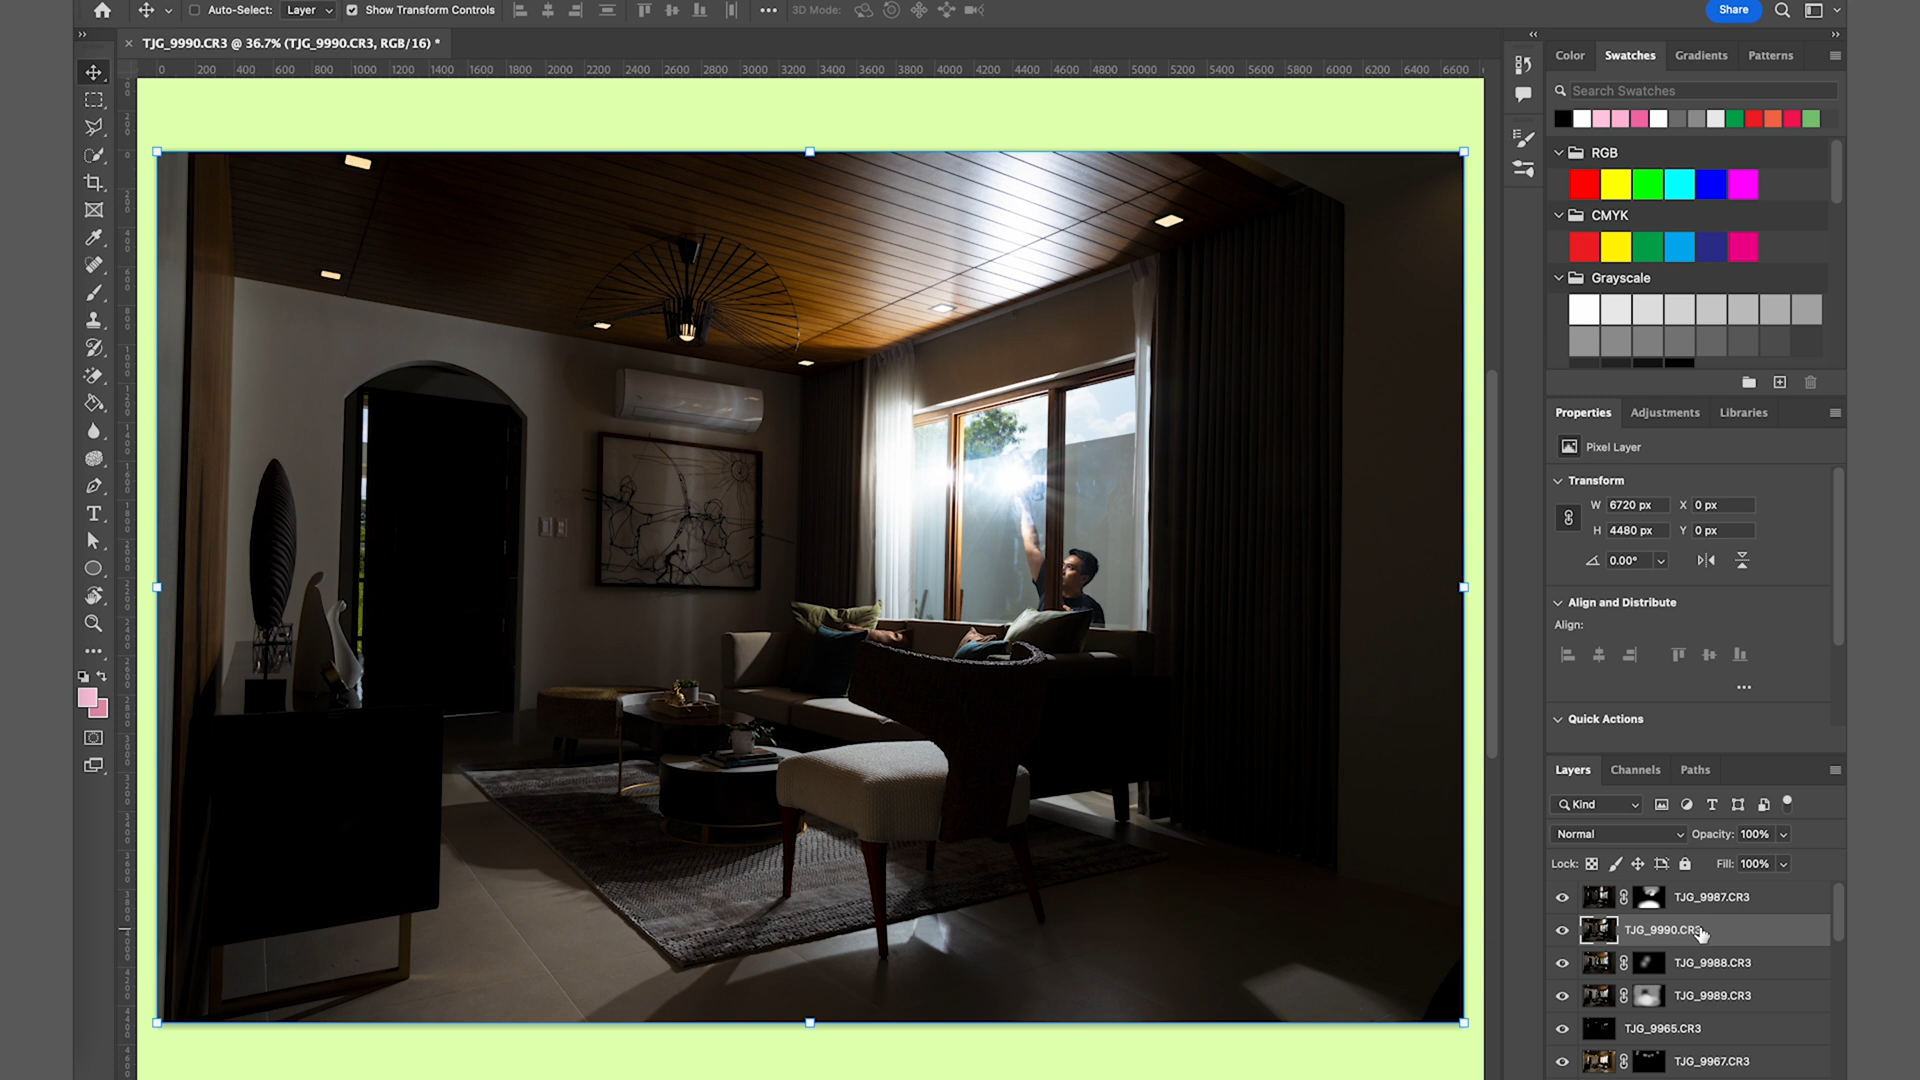 Auto-Select: Layer Show Transform Controls 3D Mode: Share
TJG_9990.CR3 @ 36.7% (TJG_9990.CR3, RGB/16) *
0 200 400 600 800 1000 1200 1400 1600 1800 2000 2200 2400 2600 2800 3000 3200 3400 3600 3800 4000 4200 4400 4600 4800 5000 5200 5400 5600 5800 6000 6200 6400 6600
Color Swatches Gradients Patterns
Search Swatches
RGB
CMYK
Grayscale
Properties Adjustments Libraries
Pixel Layer
Transform
W 6720 px X 0 px
H 4480 px Y 0 px
0.00°
Align and Distribute
Align:
Quick Actions
Layers Channels Paths
Kind
Normal Opacity: 100%
Lock: Fill: 100%
TJG_9987.CR3
TJG_9990.CR3
TJG_9988.CR3
TJG_9989.CR3
TJG_9965.CR3
TJG_9967.CR3